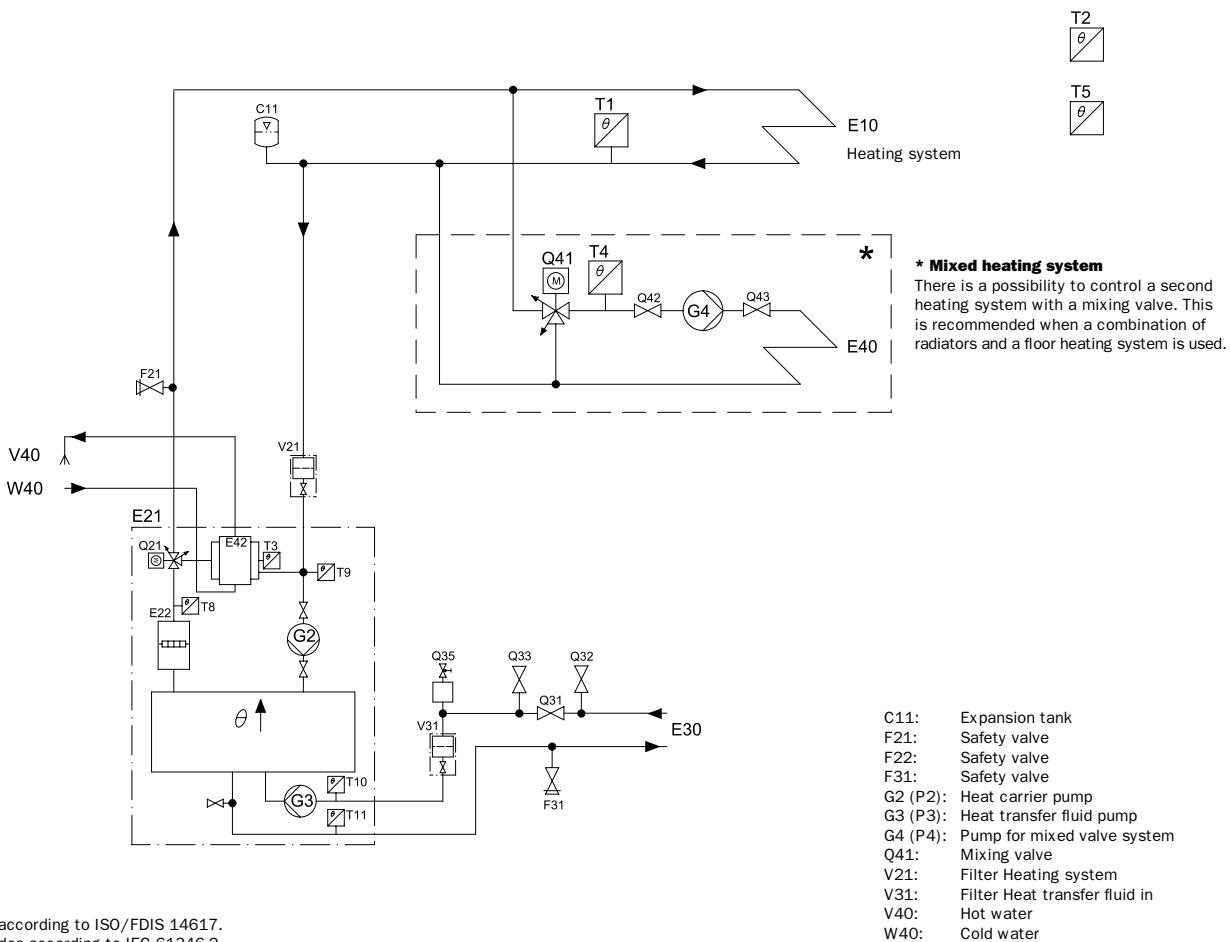 T2
θ
T5
θ
C11
T1
θ
E10
Heating system
*
Q41
M
T4
θ
Q42
G4
Q43
E40
* Mixed heating system
There is a possibility to control a second
heating system with a mixing valve. This
is recommended when a combination of
radiators and a floor heating system is used.
F21
V40
W40
V21
E21
Q21
M
E42
T3
θ
θ
T9
E22
θ
T8
G2
θ
Q35
Q33
Q32
Q31
V31
E30
θ
T10
G3
θ
T11
F31
C11: Expansion tank
F21: Safety valve
F22: Safety valve
F31: Safety valve
G2 (P2): Heat carrier pump
G3 (P3): Heat transfer fluid pump
G4 (P4): Pump for mixed valve system
Q41: Mixing valve
V21: Filter Heating system
V31: Filter Heat transfer fluid in
V40: Hot water
W40: Cold water
according to ISO/FDIS 14617.